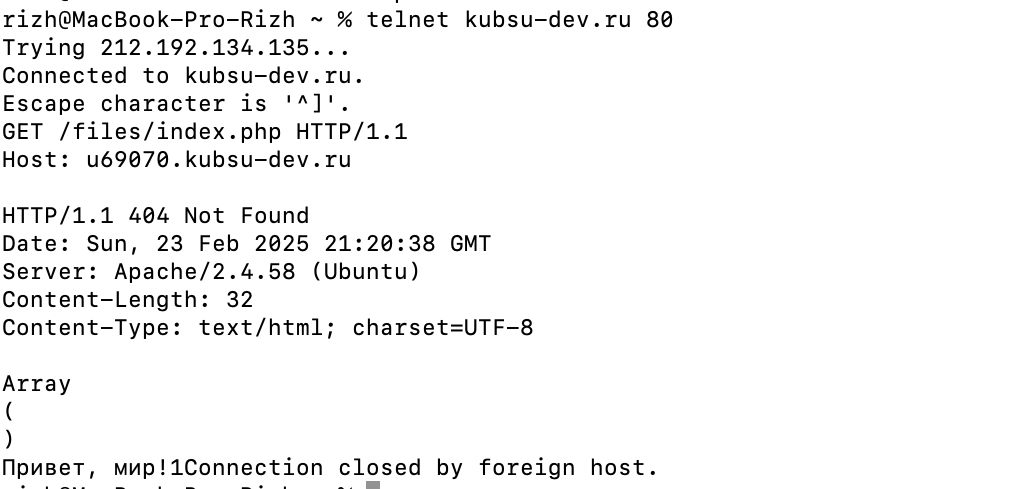 rizh@MacBook-Pro-Rizh ~ % telnet kubsu-dev.ru 80
Trying 212.192.134.135...
Connected to kubsu-dev.ru.
Escape character is '^]'.
GET /files/index.php HTTP/1.1
Host: u69070.kubsu-dev.ru
HTTP/1.1 404 Not Found
Date: Sun, 23 Feb 2025 21:20:38 GMT
Server: Apache/2.4.58 (Ubuntu)
Content-Length: 32
Content-Type: text/html; charset=UTF-8
Array
(
)
Привет, мир!1Connection closed by foreign host.